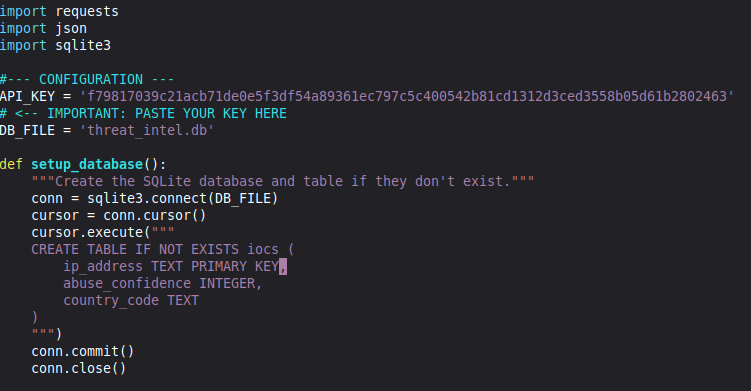 import requests
import json
import sqlite3

#--- CONFIGURATION ---
API_KEY = 'f79817039c21acb71de0e5f3df54a89361ec797c5c400542b81cd1312d3ced3558b05d61b2802463'
# <-- IMPORTANT: PASTE YOUR KEY HERE
DB_FILE = 'threat_intel.db'

def setup_database():
    """Create the SQLite database and table if they don't exist."""
    conn = sqlite3.connect(DB_FILE)
    cursor = conn.cursor()
    cursor.execute("""
    CREATE TABLE IF NOT EXISTS iocs (
        ip_address TEXT PRIMARY KEY,
        abuse_confidence INTEGER,
        country_code TEXT
    )
    """)
    conn.commit()
    conn.close()